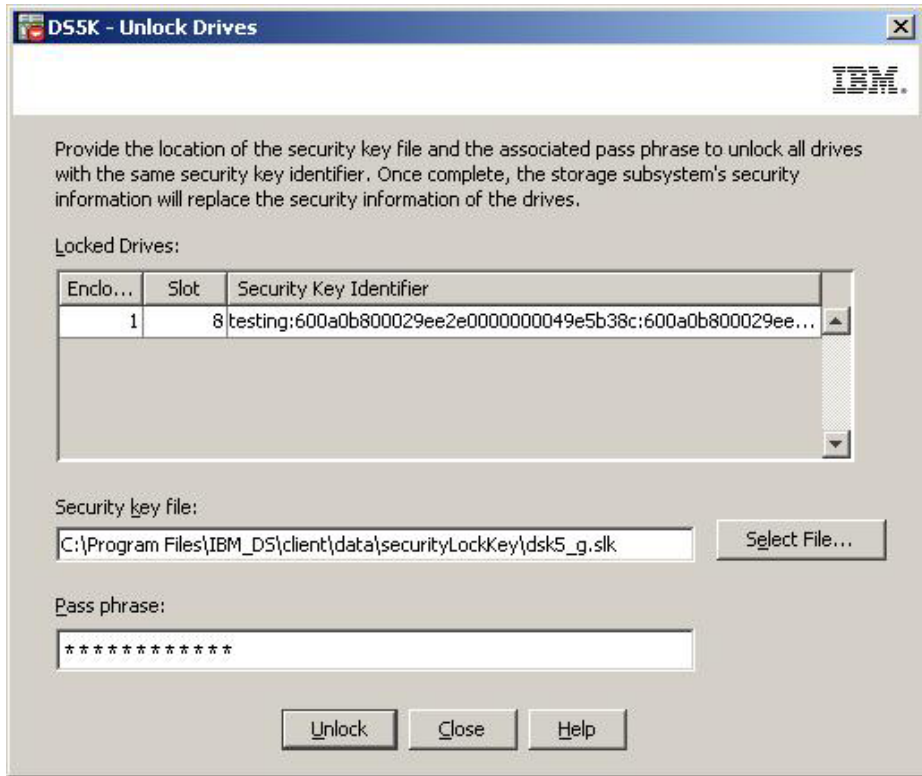 DS5K - Unlock Drives
IBM.
Provide the location of the security key file and the associated pass phrase to unlock all drives
with the same security key identifier. Once complete, the storage subsystem's security
information will replace the security information of the drives.
Locked Drives:
Enclo... Slot Security Key Identifier
1 8 testing:600a0b800029ee2e0000000049e5b38c:600a0b800029ee...
Security key file:
C:\Program Files\IBM_DS\client\data\securityLockKey\dsk5_g.slk Select File...
Pass phrase:
************
Unlock Close Help